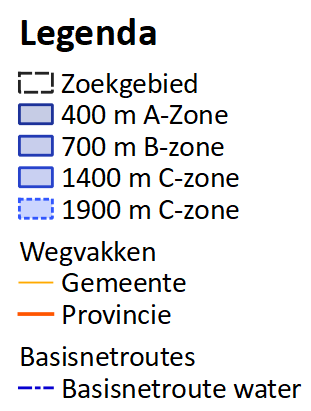 Legenda
Zoekgebied
400 m A-Zone
700 m B-zone
1400 m C-zone
1900 m C-zone
Wegvakken
Gemeente
Provincie
Basisnetroutes
Basisnetroute water